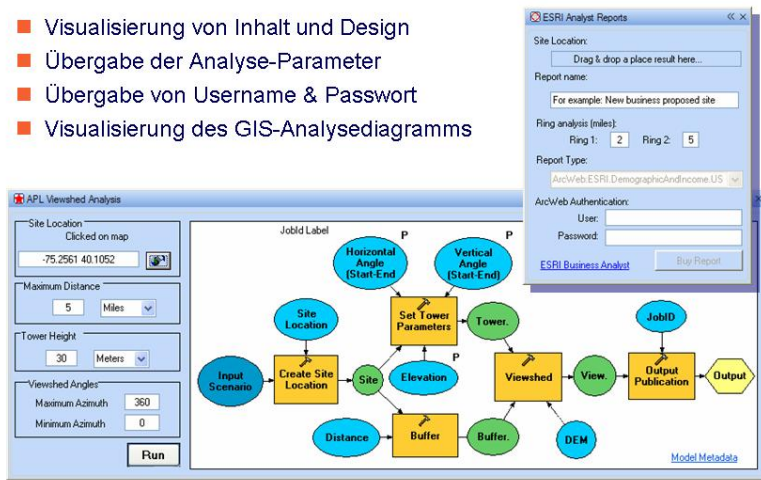 Visualisierung von Inhalt und Design
Übergabe der Analyse-Parameter
Übergabe von Username & Passwort
Visualisierung des GIS-Analysediagramms
ESRI Analyst Reports
Site Location:
Drag & drop a place result here...
Report name:
For example: New business proposed site
Ring analysis (miles):
Ring 1: 2 Ring 2: 5
Report Type:
ArcWeb:ESRI.DemographicAndIncome.US
ArcWeb Authentication:
User:
Password:
ESRI Business Analyst
Buy Report
APL Viewshed Analysis
Site Location
Clicked on map
-75.2561 40.1052
Maximum Distance
5 Miles
Tower Height
30 Meters
Viewshed Angles
Maximum Azimuth 360
Minimum Azimuth 0
Run
JobId Label
P
Horizontal
Angle
(Start-End
P
Vertical
Angle
(Start-End)
Site
Location
Set Tower
Parameters
Tower.
JobID
Input
Scenario
Create Site
Location
Site
P
Elevation
Viewshed
View.
Output
Publication
Output
Distance
Buffer
Buffer.
DEM
Model Metadata